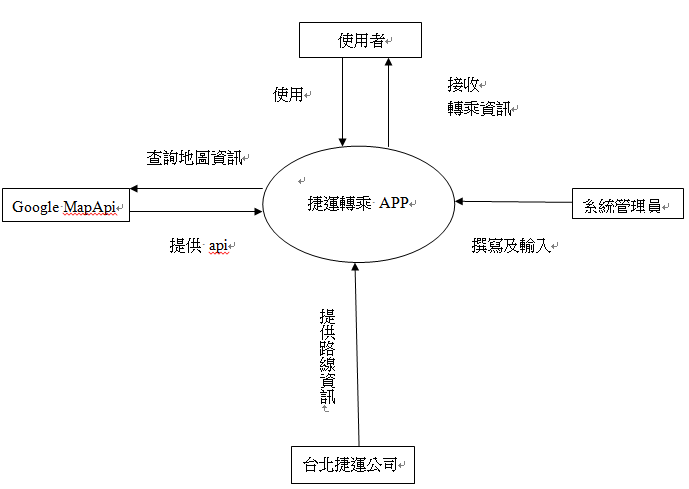 使用者
使用
接收
轉乘資訊
查詢地圖資訊
捷運轉乘 APP
Google MapApi
系統管理員
提供 api
撰寫及輸入
提供路線資訊
台北捷運公司